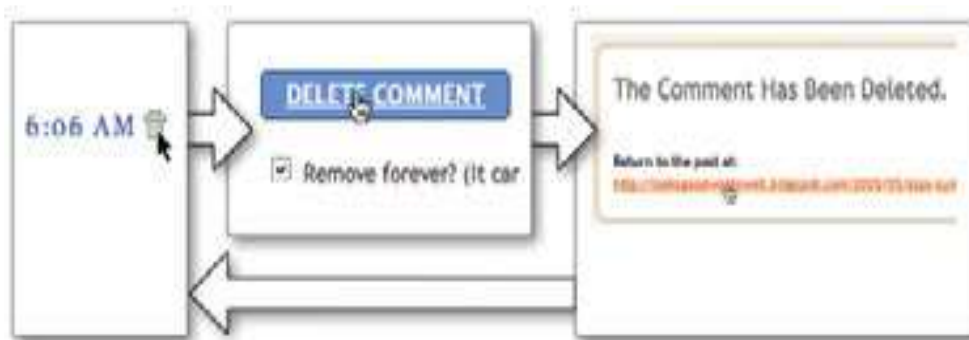 6:06 AM
DELETE COMMENT
Remove forever? (It car
The Comment Has Been Deleted.
Return to the post at: